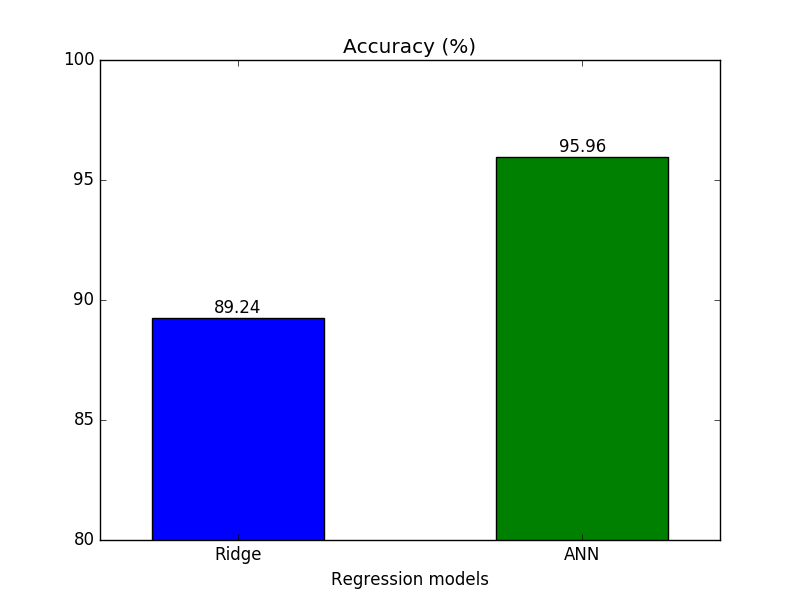 Accuracy (%)
100
95.96
95
90
89.24
85
80
Ridge ANN
Regression models